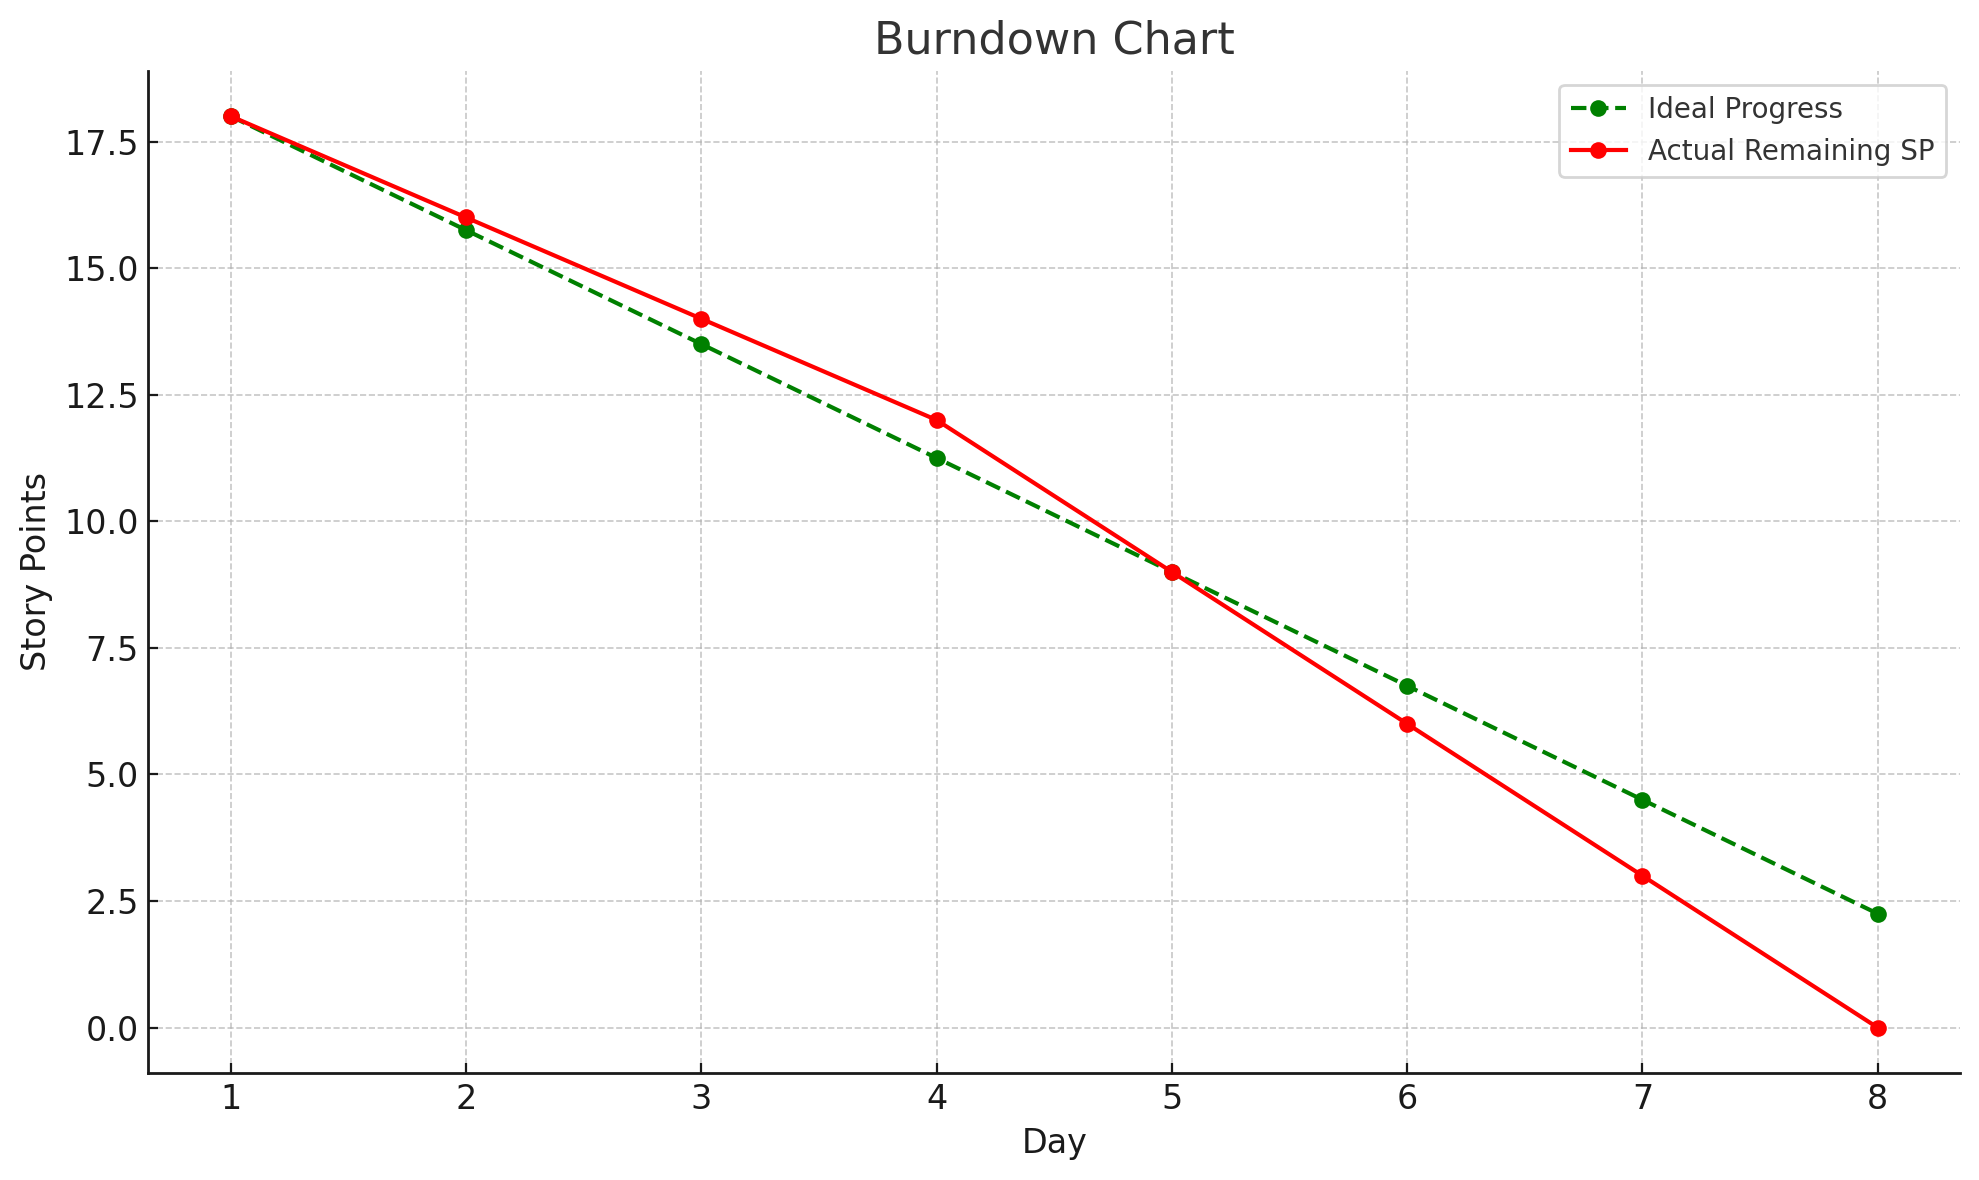 Burndown Chart
Ideal Progress
Actual Remaining SP
Story Points
17.5
15.0
12.5
10.0
7.5
5.0
2.5
0.0
1 2 3 4 5 6 7 8
Day